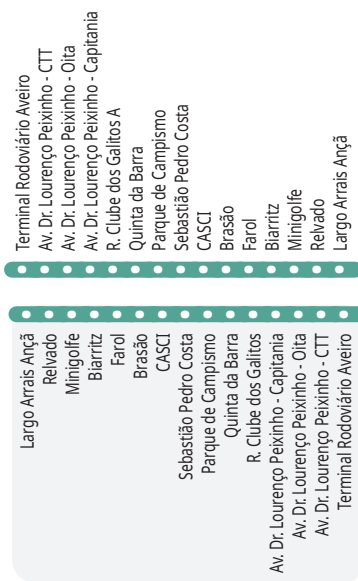 Terminal Rodoviário Aveiro
Av. Dr. Lourenço Peixinho - CTT
Av. Dr. Lourenço Peixinho - Oita
Av. Dr. Lourenço Peixinho - Capitania
R. Clube dos Galitos A
Quinta da Barra
Parque de Campismo
Sebastião Pedro Costa
CASCI
Brasão
Farol
Biarritz
Minigolfe
Relvado
Largo Arrais Ançã
Largo Arrais Ançã
Relvado
Minigolfe
Biarritz
Farol
Brasão
CASCI
Sebastião Pedro Costa
Parque de Campismo
Quinta da Barra
R. Clube dos Galitos
Av. Dr. Lourenço Peixinho - Capitania
Av. Dr. Lourenço Peixinho - Oita
Av. Dr. Lourenço Peixinho - CTT
Terminal Rodoviário Aveiro